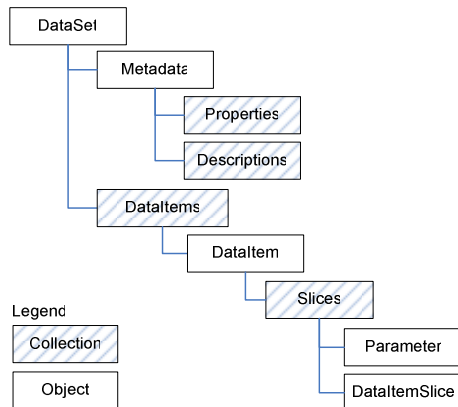 DataSet
Metadata
Properties
Descriptions
DataItems
DataItem
Slices
Parameter
DataItemSlice
Legend
Collection
Object